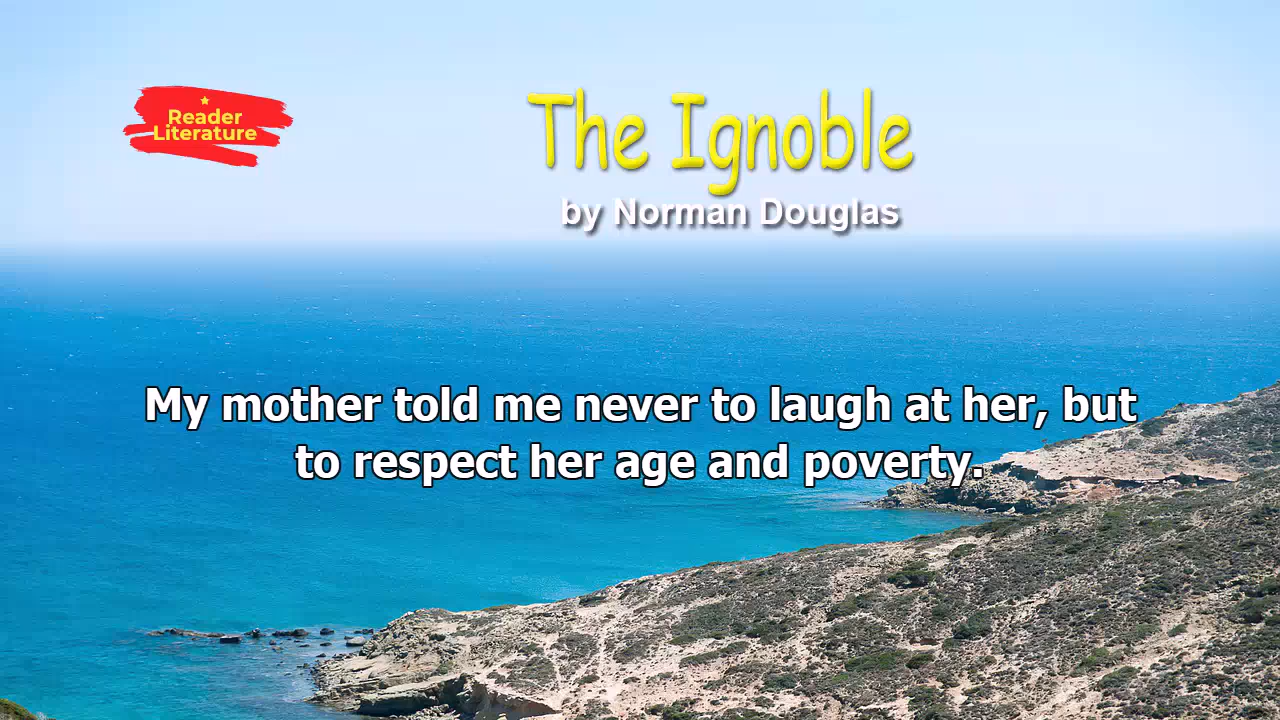 Reader
Literature
The Ignoble
by Norman Douglas
My mother told me never to laugh at her, but
to respect her age and poverty.